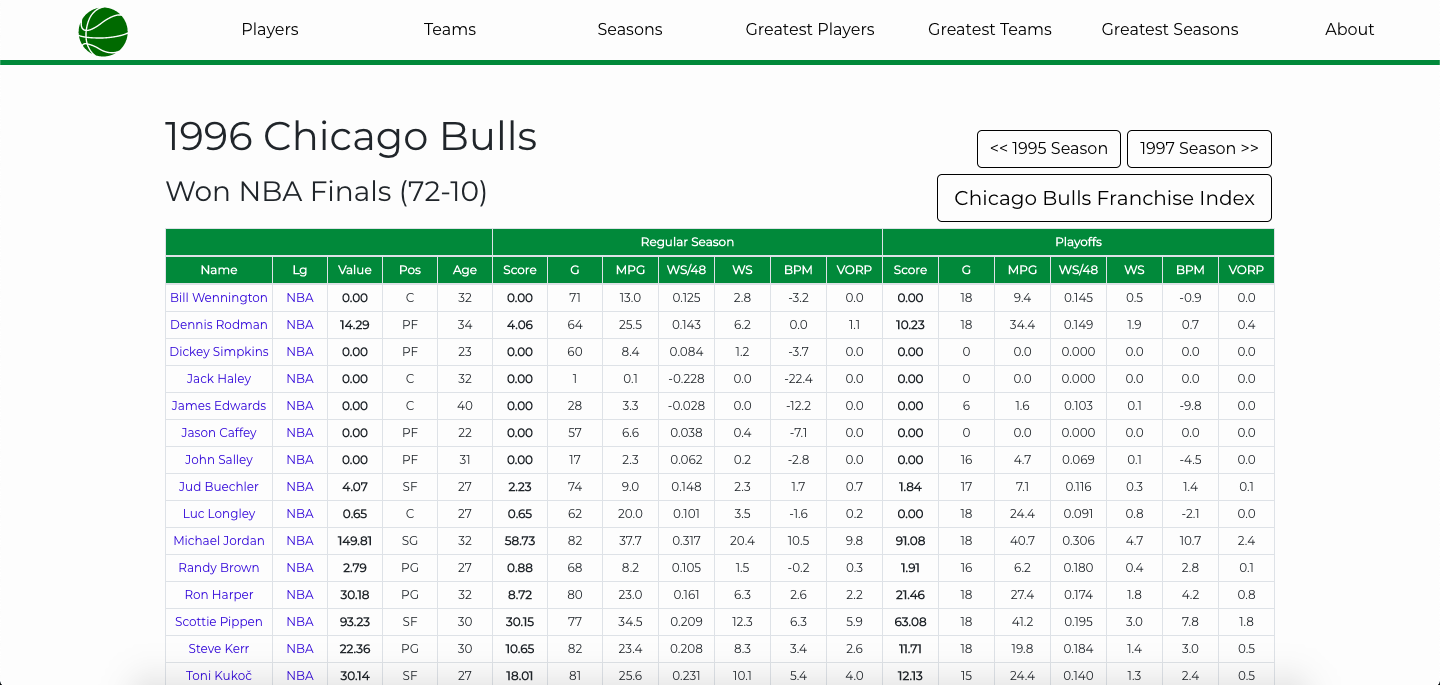 Players Teams Seasons Greatest Players Greatest Teams Greatest Seasons About
1996 Chicago Bulls
<< 1995 Season 1997 Season >>
Won NBA Finals (72-10)
Chicago Bulls Franchise Index
Regular Season Playoffs
Name Lg Value Pos Age Score G MPG WS/48 WS BPM VORP Score G MPG WS/48 WS BPM VORP
Bill Wennington NBA 0.00 C 32 0.00 71 13.0 0.125 2.8 -3.2 0.0 0.00 18 9.4 0.145 0.5 -0.9 0.0
Dennis Rodman NBA 14.29 PF 34 4.06 64 25.5 0.143 6.2 0.0 1.1 10.23 18 34.4 0.149 1.9 0.7 0.4
Dickey Simpkins NBA 0.00 PF 23 0.00 60 8.4 0.084 1.2 -3.7 0.0 0.00 0 0.0 0.000 0.0 0.0 0.0
Jack Haley NBA 0.00 C 32 0.00 1 0.1 -0.228 0.0 -22.4 0.0 0.00 0 0.0 0.000 0.0 0.0 0.0
James Edwards NBA 0.00 C 40 0.00 28 3.3 -0.028 0.0 -12.2 0.0 0.00 6 1.6 0.103 0.1 -9.8 0.0
Jason Caffey NBA 0.00 PF 22 0.00 57 6.6 0.038 0.4 -7.1 0.0 0.00 0 0.0 0.000 0.0 0.0 0.0
John Salley NBA 0.00 PF 31 0.00 17 2.3 0.062 0.2 -2.8 0.0 0.00 16 4.7 0.069 0.1 -4.5 0.0
Jud Buechler NBA 4.07 SF 27 2.23 74 9.0 0.148 2.3 1.7 0.7 1.84 17 7.1 0.116 0.3 1.4 0.1
Luc Longley NBA 0.65 C 27 0.65 62 20.0 0.101 3.5 -1.6 0.2 0.00 18 24.4 0.091 0.8 -2.1 0.0
Michael Jordan NBA 149.81 SG 32 58.73 82 37.7 0.317 20.4 10.5 9.8 91.08 18 40.7 0.306 4.7 10.7 2.4
Randy Brown NBA 2.79 PG 27 0.88 68 8.2 0.105 1.5 -0.2 0.3 1.91 16 6.2 0.180 0.4 2.8 0.1
Ron Harper NBA 30.18 PG 32 8.72 80 23.0 0.161 6.3 2.6 2.2 21.46 18 27.4 0.174 1.8 4.2 0.8
Scottie Pippen NBA 93.23 SF 30 30.15 77 34.5 0.209 12.3 6.3 5.9 63.08 18 41.2 0.195 3.0 7.8 1.8
Steve Kerr NBA 22.36 PG 30 10.65 82 23.4 0.208 8.3 3.4 2.6 11.71 18 19.8 0.184 1.4 3.0 0.5
Toni Kukoč NBA 30.14 SF 27 18.01 81 25.6 0.231 10.1 5.4 4.0 12.13 15 24.4 0.140 1.3 2.4 0.5